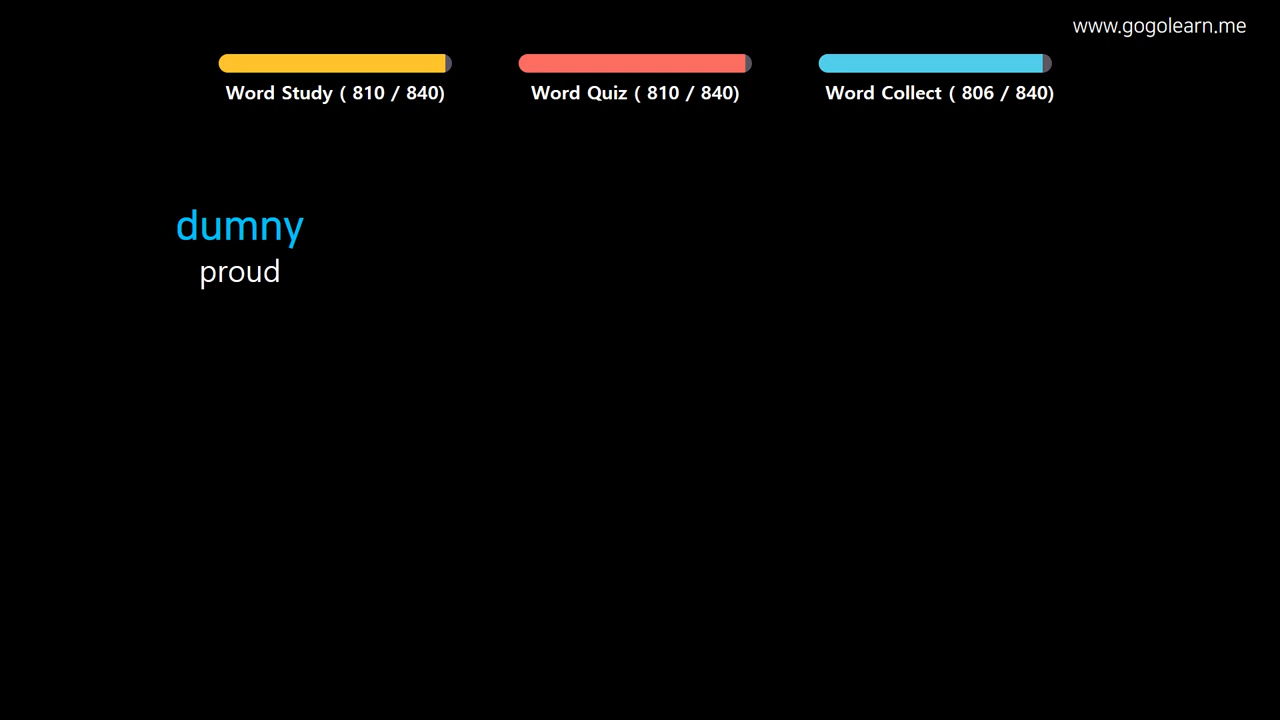 www.gogolearn.me
Word Study ( 810 / 840)
Word Quiz ( 810 / 840)
Word Collect ( 806 / 840)
dumny
proud